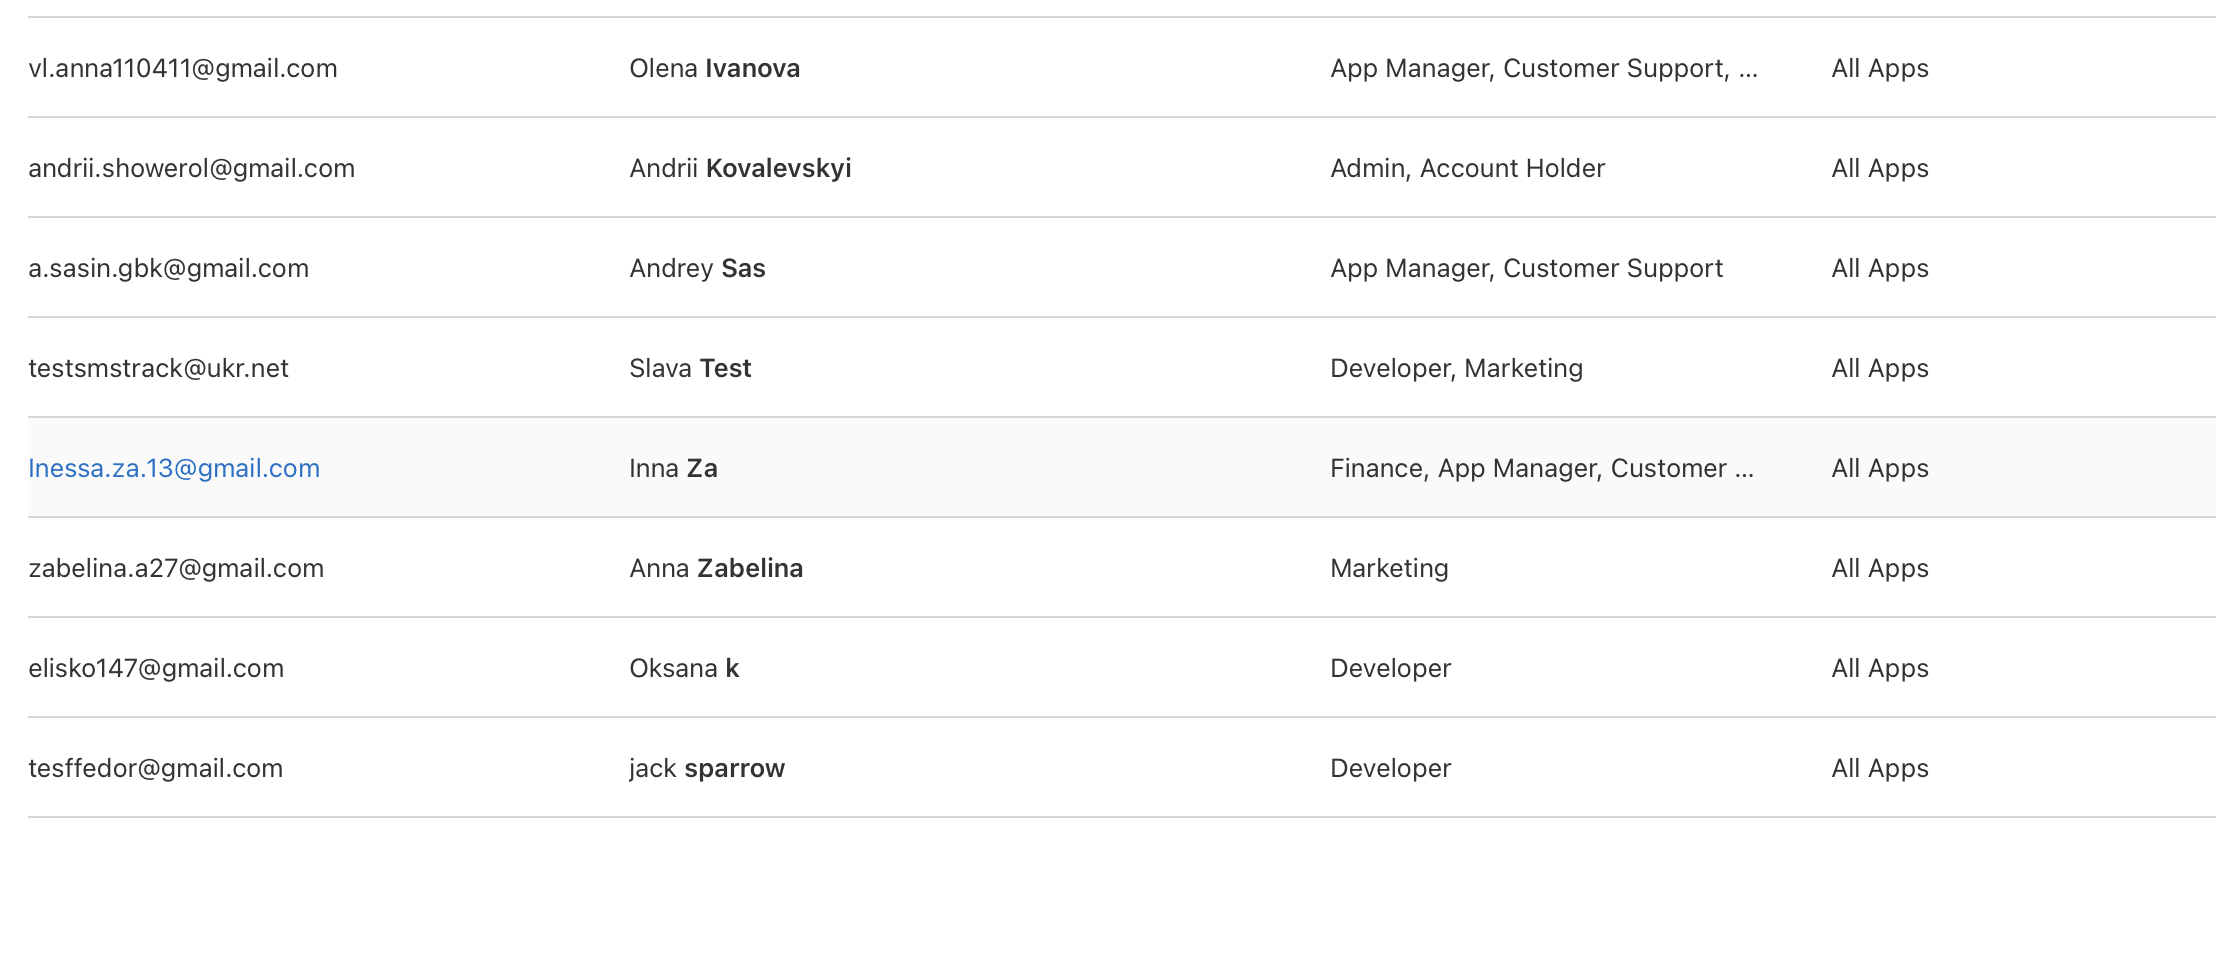 vl.anna110411@gmail.com Olena Ivanova App Manager, Customer Support, ... All Apps
andrii.showerol@gmail.com Andrii Kovalevskyi Admin, Account Holder All Apps
a.sasin.gbk@gmail.com Andrey Sas App Manager, Customer Support All Apps
testsmstrack@ukr.net Slava Test Developer, Marketing All Apps
Inessa.za.13@gmail.com Inna Za Finance, App Manager, Customer ... All Apps
zabelina.a27@gmail.com Anna Zabelina Marketing All Apps
elisko147@gmail.com Oksana k Developer All Apps
tesffedor@gmail.com jack sparrow Developer All Apps